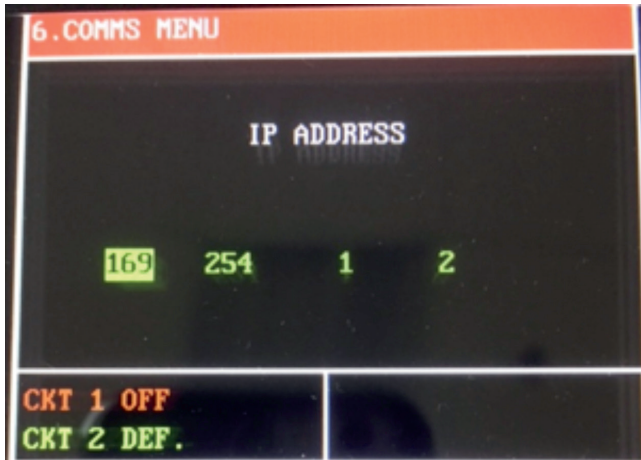 6.COMMS MENU
IP ADDRESS
169 254 1 2
CKT 1 OFF
CKT 2 DEF.